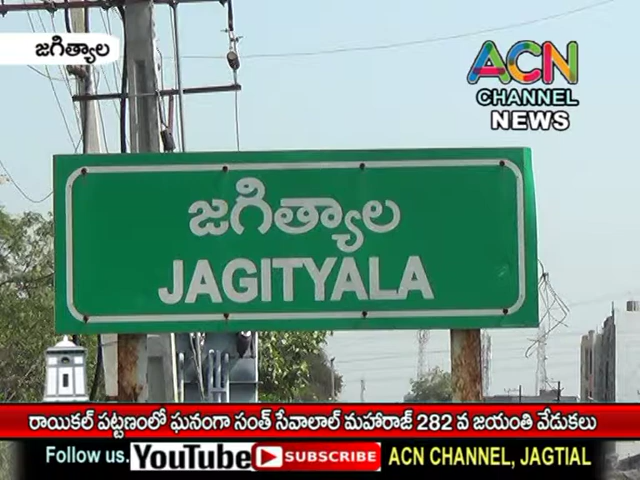 జగిత్యాల
ACN
CHANNEL
NEWS
జగిత్యాల
JAGITYALA
రాయికల్ పట్టణంలో ఘనంగా సంత్ సేవాలాల్ మహారాజ్ 282 వ జయంతి వేడుకలు
Follow us. YouTube SUBSCRIBE ACN CHANNEL, JAGTIAL